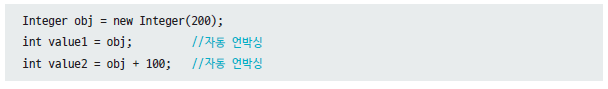 Integer obj = new Integer(200);
int value1 = obj;         //자동 언박싱
int value2 = obj + 100;   //자동 언박싱